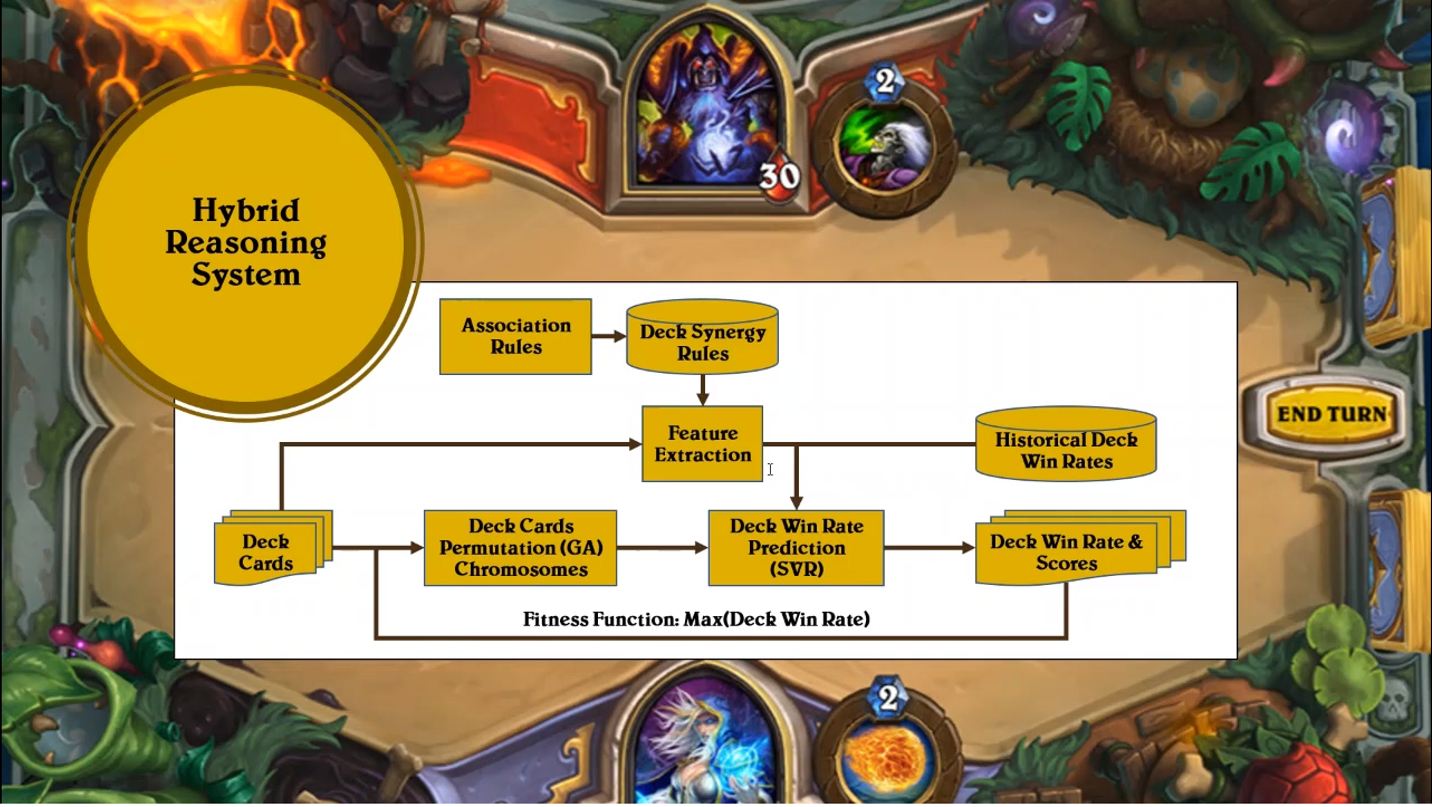 2
30
Hybrid
Reasoning
System
Association
Rules
Deck Synergy
Rules
Feature
Extraction
Historical Deck
Win Rates
END TURN
Deck
Cards
Deck Cards
Permutation (GA)
Chromosomes
Deck Win Rate
Prediction
(SVR)
Deck Win Rate &
Scores
Fitness Function: Max(Deck Win Rate)
2